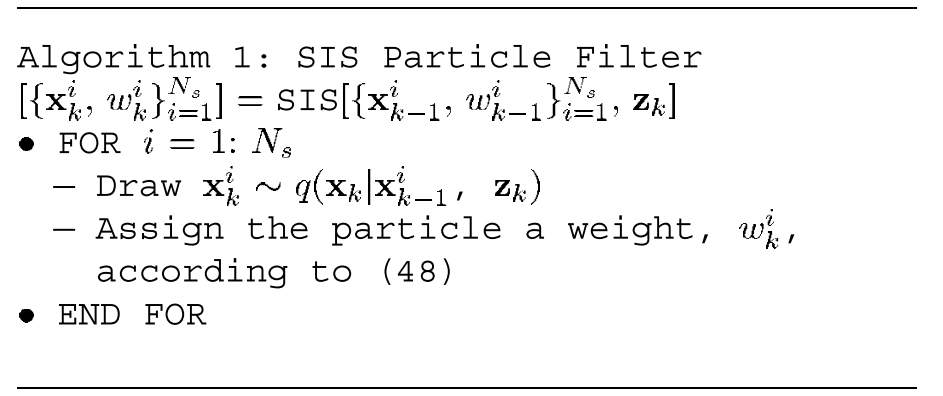 Algorithm 1: SIS Particle Filter
$[\{\mathbf{x}_k^i, w_k^i\}_{i=1}^{N_s}] = \text{SIS}[\{\mathbf{x}_{k-1}^i, w_{k-1}^i\}_{i=1}^{N_s}, \mathbf{z}_k]$
• FOR $i = 1: N_s$
– Draw $\mathbf{x}_k^i \sim q(\mathbf{x}_k|\mathbf{x}_{k-1}^i, \mathbf{z}_k)$
– Assign the particle a weight, $w_k^i$,
according to (48)
• END FOR